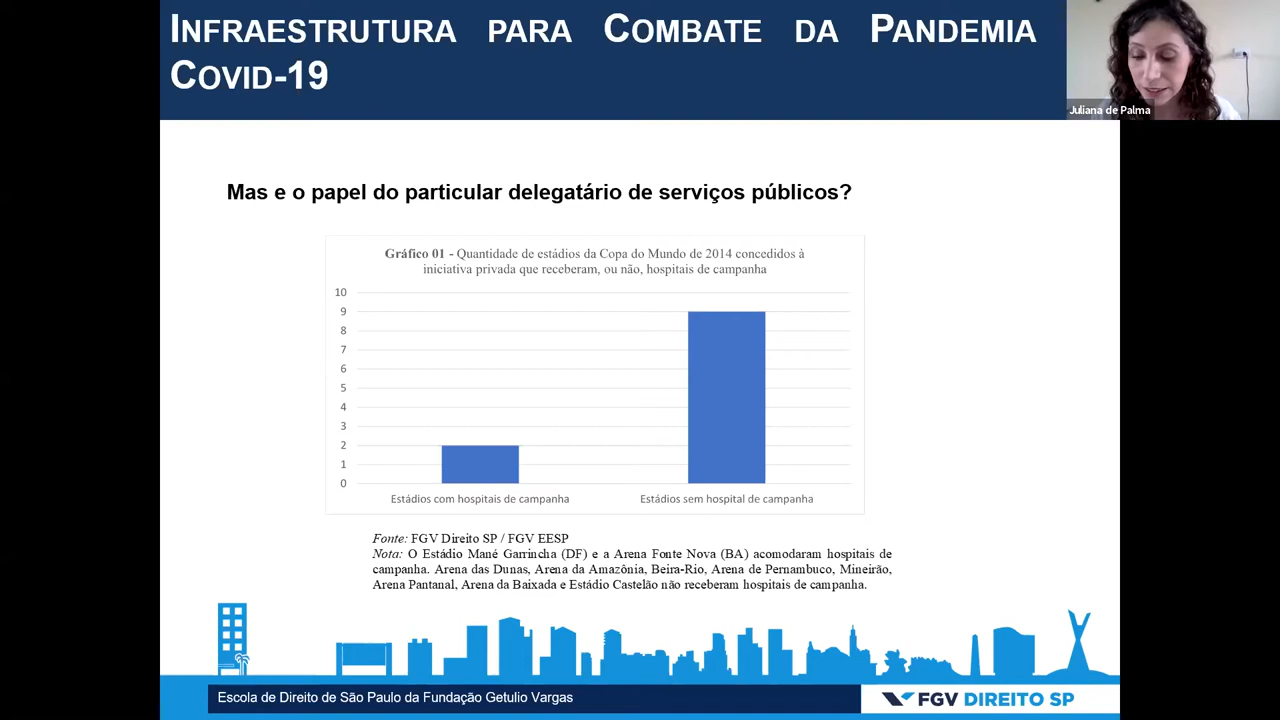 INFRAESTRUTURA PARA COMBATE DA PANDEMIA
COVID-19
Juliana de Palma
Mas e o papel do particular delegatário de serviços públicos?
Gráfico 01 - Quantidade de estádios da Copa do Mundo de 2014 concedidos à
iniciativa privada que receberam, ou não, hospitais de campanha
10
9
8
7
6
5
4
3
2
1
0
Estádios com hospitais de campanha
Estádios sem hospital de campanha
Fonte: FGV Direito SP / FGV EESP
Nota: O Estádio Mané Garrincha (DF) e a Arena Fonte Nova (BA) acomodaram hospitais de
campanha. Arena das Dunas, Arena da Amazônia, Beira-Rio, Arena de Pernambuco, Mineirão,
Arena Pantanal, Arena da Baixada e Estádio Castelão não receberam hospitais de campanha.
Escola de Direito de São Paulo da Fundação Getulio Vargas
FGV DIREITO SP